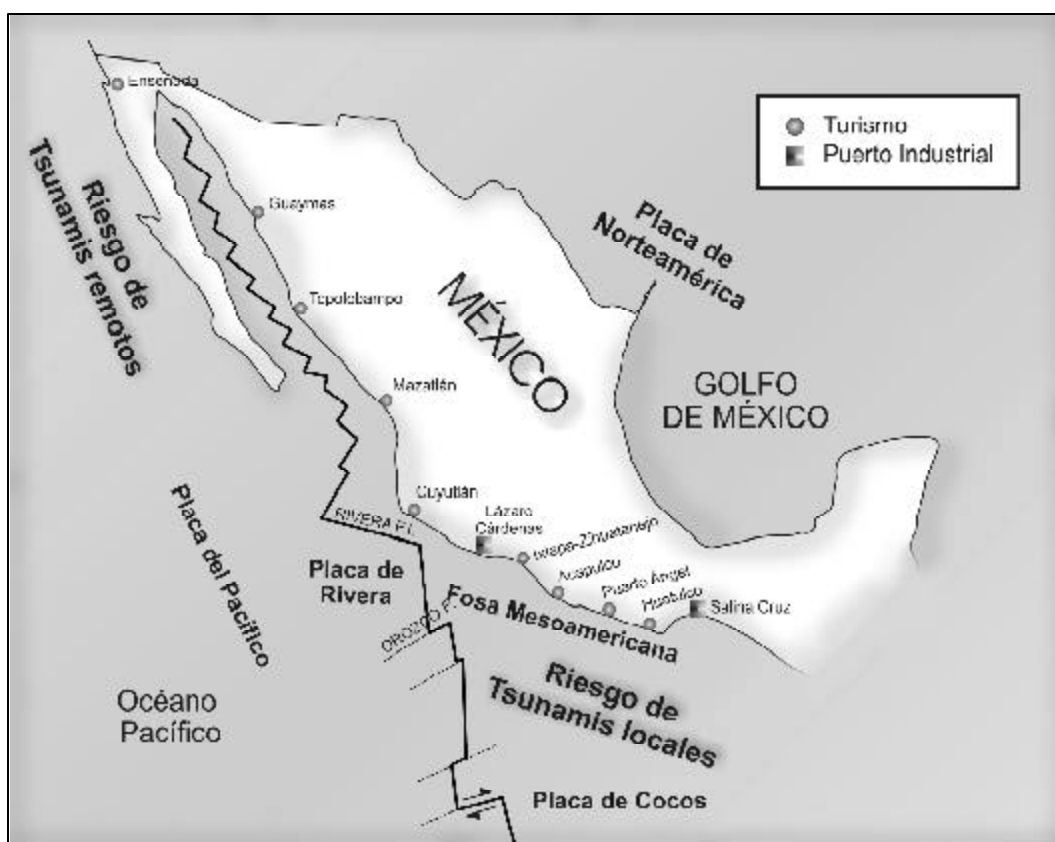 Ensenada
Turismo
Puerto Industrial
Riesgo de
Tsunamis remotos
Guaymas
Placa de
Norteamérica
Topolobampo
MÉXICO
GOLFO
DE MÉXICO
Mazatlán
Cuyutlán
Lázaro
Cárdenas
RIVERA F.
Ixtapa-Zihuatanejo
Placa del Pacífico
Placa de
Rivera
Acapulco
Puerto Ángel
Huatulco
Salina Cruz
Fosa Mesoamericana
OROZCO F.
Riesgo de
Tsunamis locales
Océano
Pacífico
Placa de Cocos